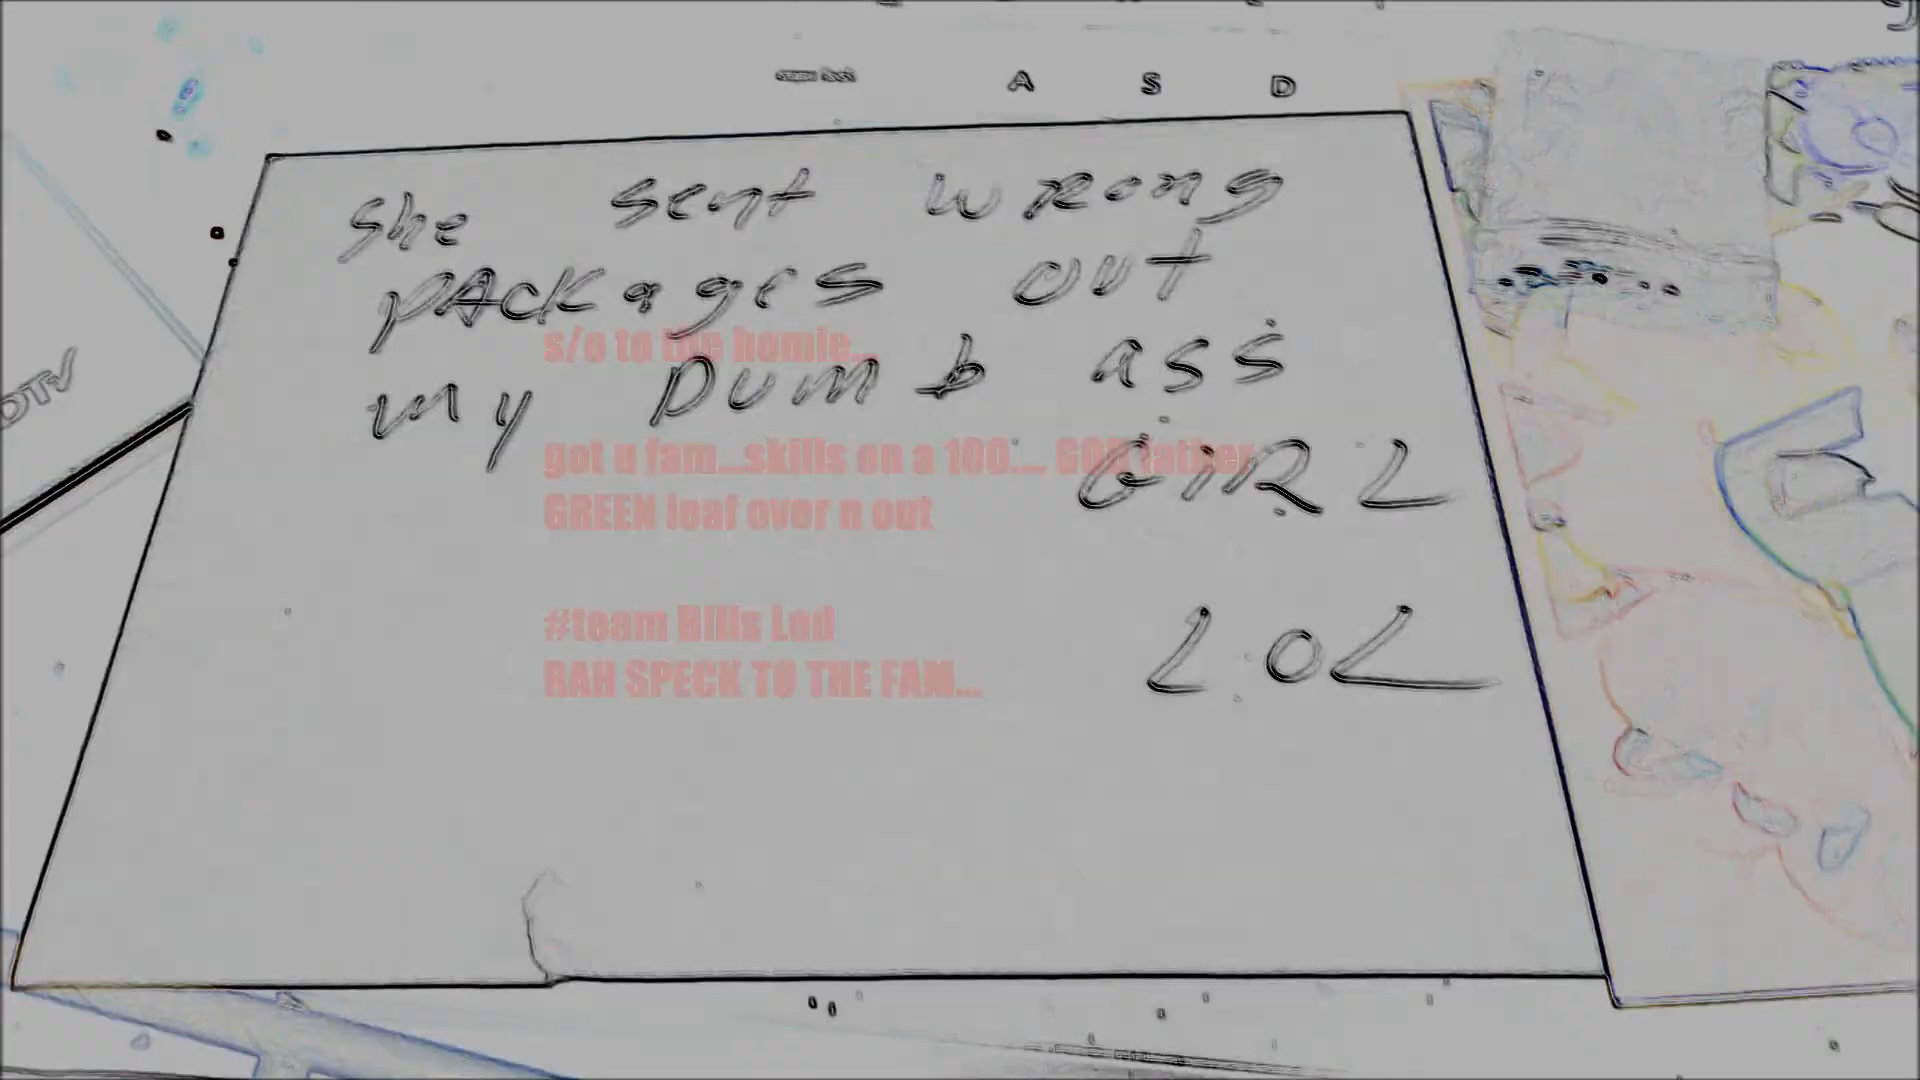 A S D
She sent wrong
PACKages out
s/o to the homie...
my Dumb ass
got u fam...skills on a 100.... GOD father
GiRL
GREEN leaf over n out
#team Bills Led
RAH SPECK TO THE FAM...
LOL